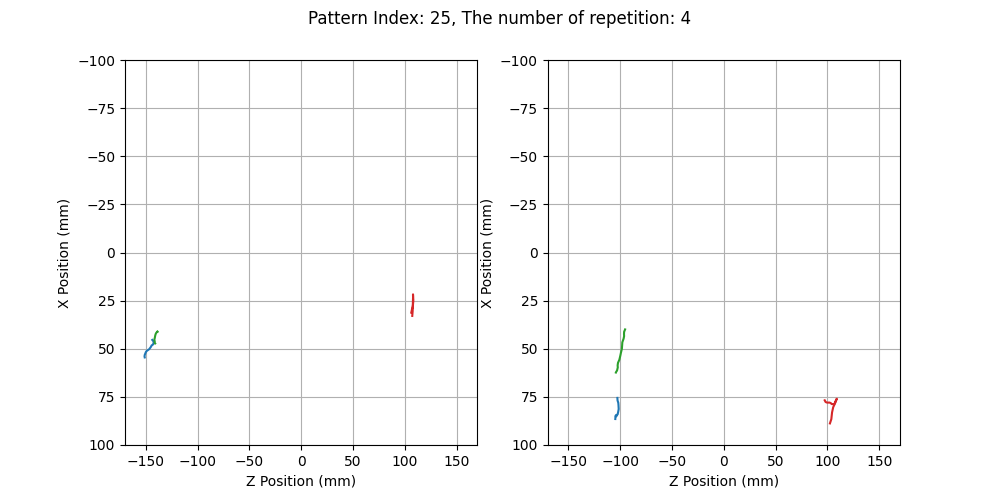 Pattern Index: 25, The number of repetition: 4
−100 −100
−75 −75
−50 −50
−25 −25
0 0
25 25
50 50
75 75
100 100
X Position (mm) X Position (mm)
−150 −100 −50 0 50 100 150 −150 −100 −50 0 50 100 150
Z Position (mm) Z Position (mm)